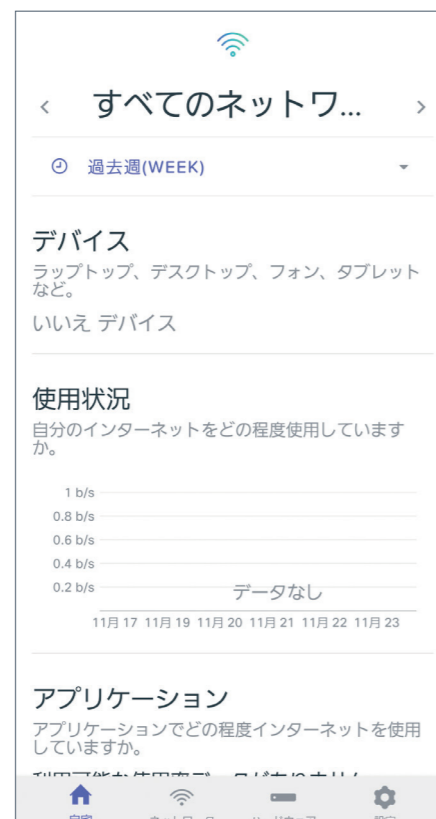 すべてのネットワ...
過去週(WEEK)
デバイス
ラップトップ、デスクトップ、フォン、タブレット
など。
いいえ デバイス
使用状況
自分のインターネットをどの程度使用しています
か。
1 b/s
0.8 b/s
0.6 b/s
0.4 b/s
0.2 b/s
データなし
11月 17 11月 19 11月 20 11月 21 11月 22 11月 23
アプリケーション
アプリケーションでどの程度インターネットを使用
していますか。